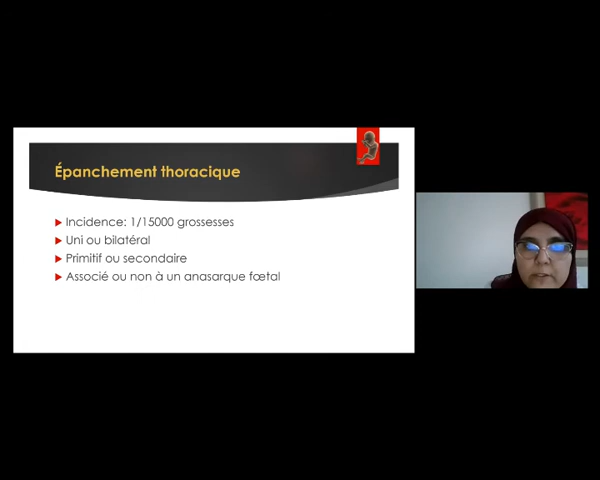 Épanchement thoracique
Incidence: 1/15000 grossesses
Uni ou bilatéral
Primitif ou secondaire
Associé ou non à un anasarque fœtal